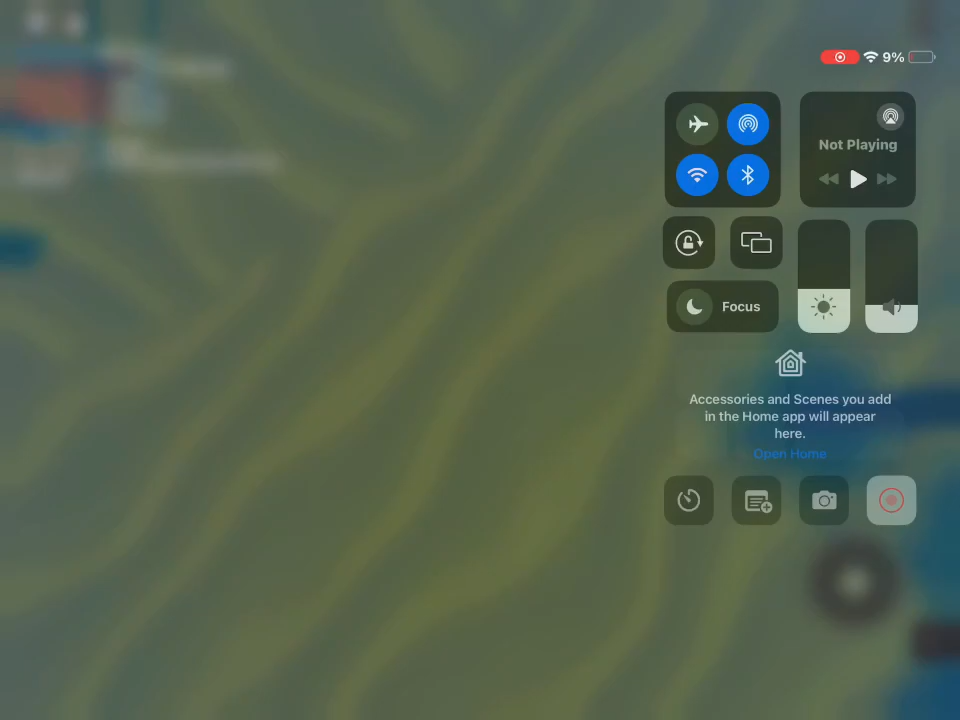 9%
Not Playing
Focus
Accessories and Scenes you add
in the Home app will appear
here.
Open Home